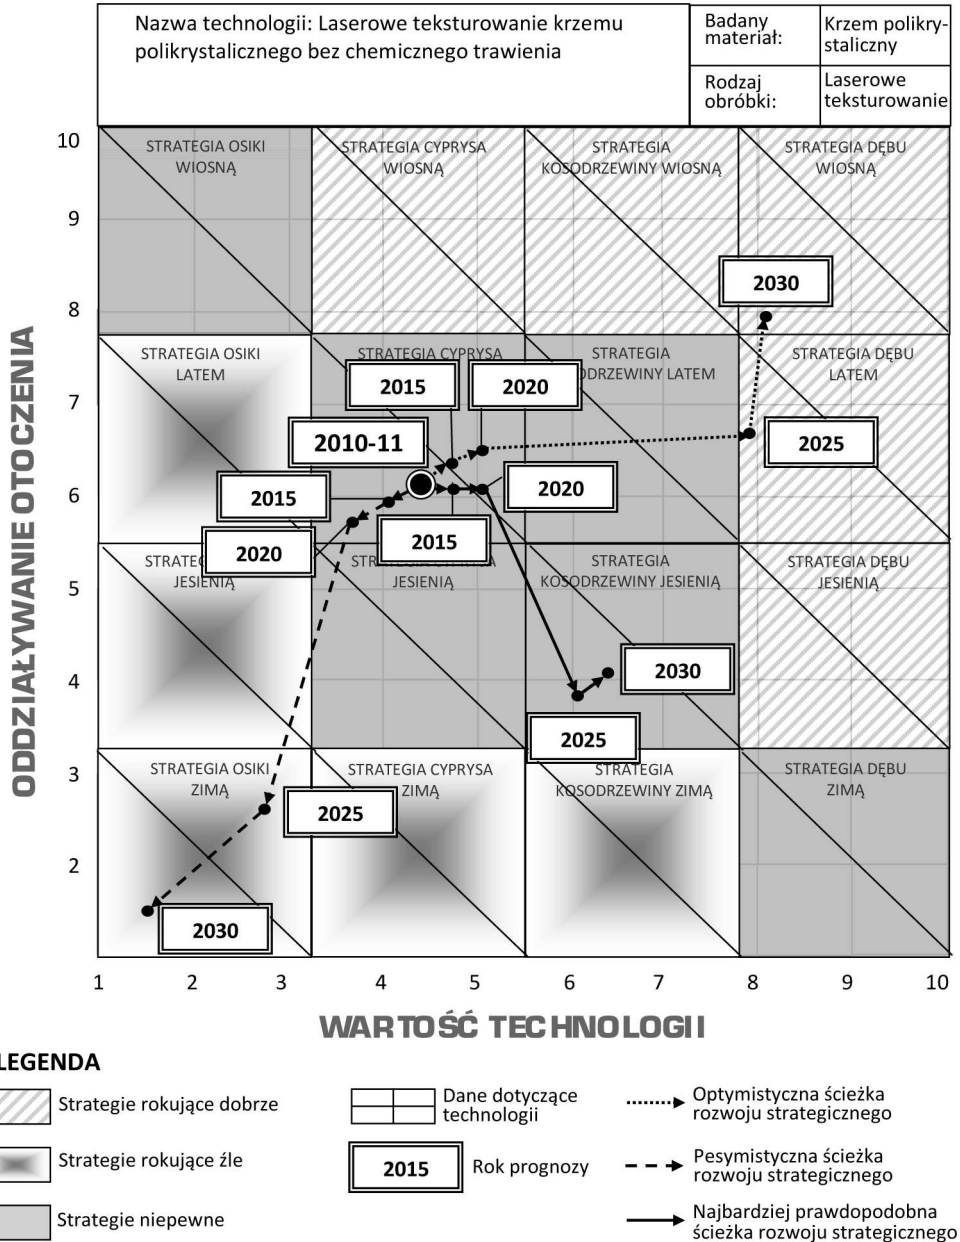 Nazwa technologii: Laserowe teksturowanie krzemu
polikrystalicznego bez chemicznego trawienia
Badany
materiał:
Krzem polikry-
staliczny
Rodzaj
obróbki:
Laserowe
teksturowanie
ODDZIAŁYWANIE OTOCZENIA
10
9
8
7
6
5
4
3
2
STRATEGIA OSIKI
WIOSNĄ
STRATEGIA CYPRYSA
WIOSNĄ
STRATEGIA
KOSODRZEWINY WIOSNĄ
STRATEGIA DĘBU
WIOSNĄ
2030
STRATEGIA OSIKI
LATEM
STRATEGIA CYPRYSA
STRATEGIA
ODRZEWINY LATEM
STRATEGIA DĘBU
LATEM
2015
2020
2010-11
2025
2015
2020
2015
2020
JESIENIĄ
JESIENIĄ
STRATEGIA
KOSODRZEWINY JESIENIĄ
STRATEGIA DĘBU
JESIENIĄ
2030
2025
STRATEGIA OSIKI
ZIMĄ
STRATEGIA CYPRYSA
ZIMĄ
STRATEGIA
KOSODRZEWINY ZIMĄ
STRATEGIA DĘBU
ZIMĄ
2025
2030
1 2 3 4 5 6 7 8 9 10
WARTOŚĆ TECHNOLOGII
LEGENDA
Strategie rokujące dobrze
Strategie rokujące źle
Strategie niepewne
Dane dotyczące
technologii
2015
Rok prognozy
Optymistyczna ścieżka
rozwoju strategicznego
Pesymistyczna ścieżka
rozwoju strategicznego
Najbardziej prawdopodobna
ścieżka rozwoju strategicznego